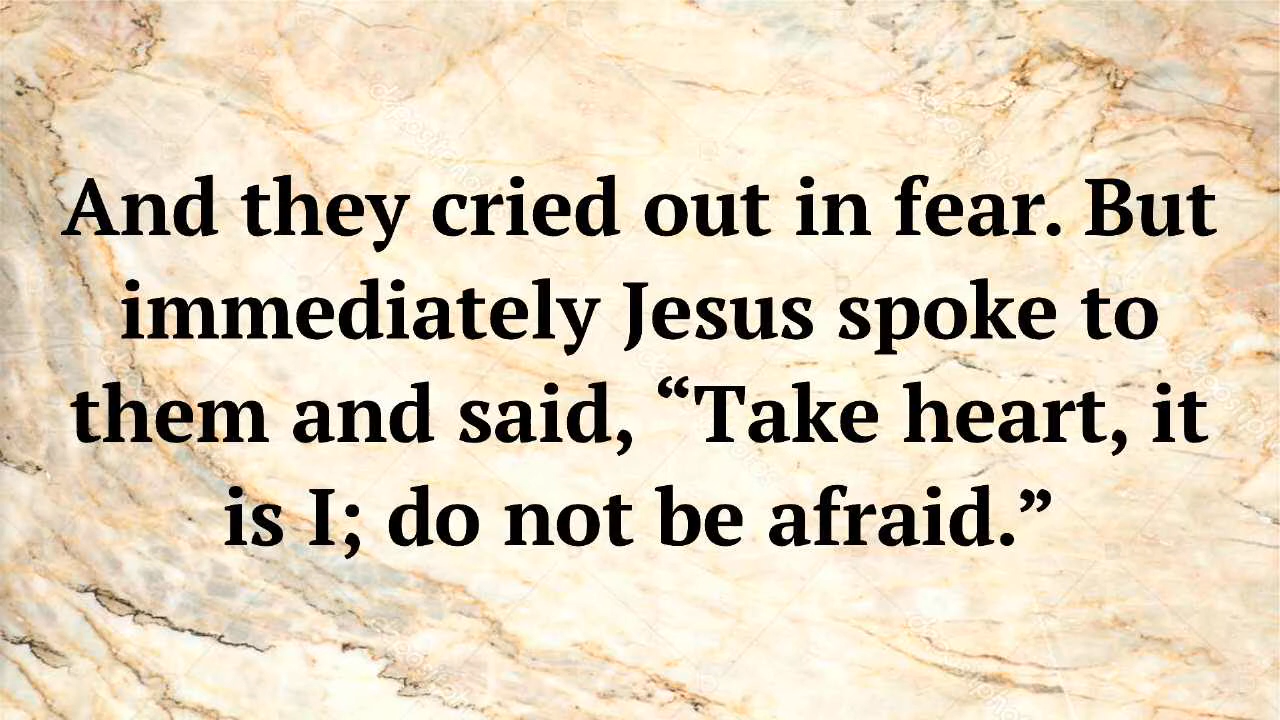 And they cried out in fear. But
immediately Jesus spoke to
them and said, “Take heart, it
is I; do not be afraid.”